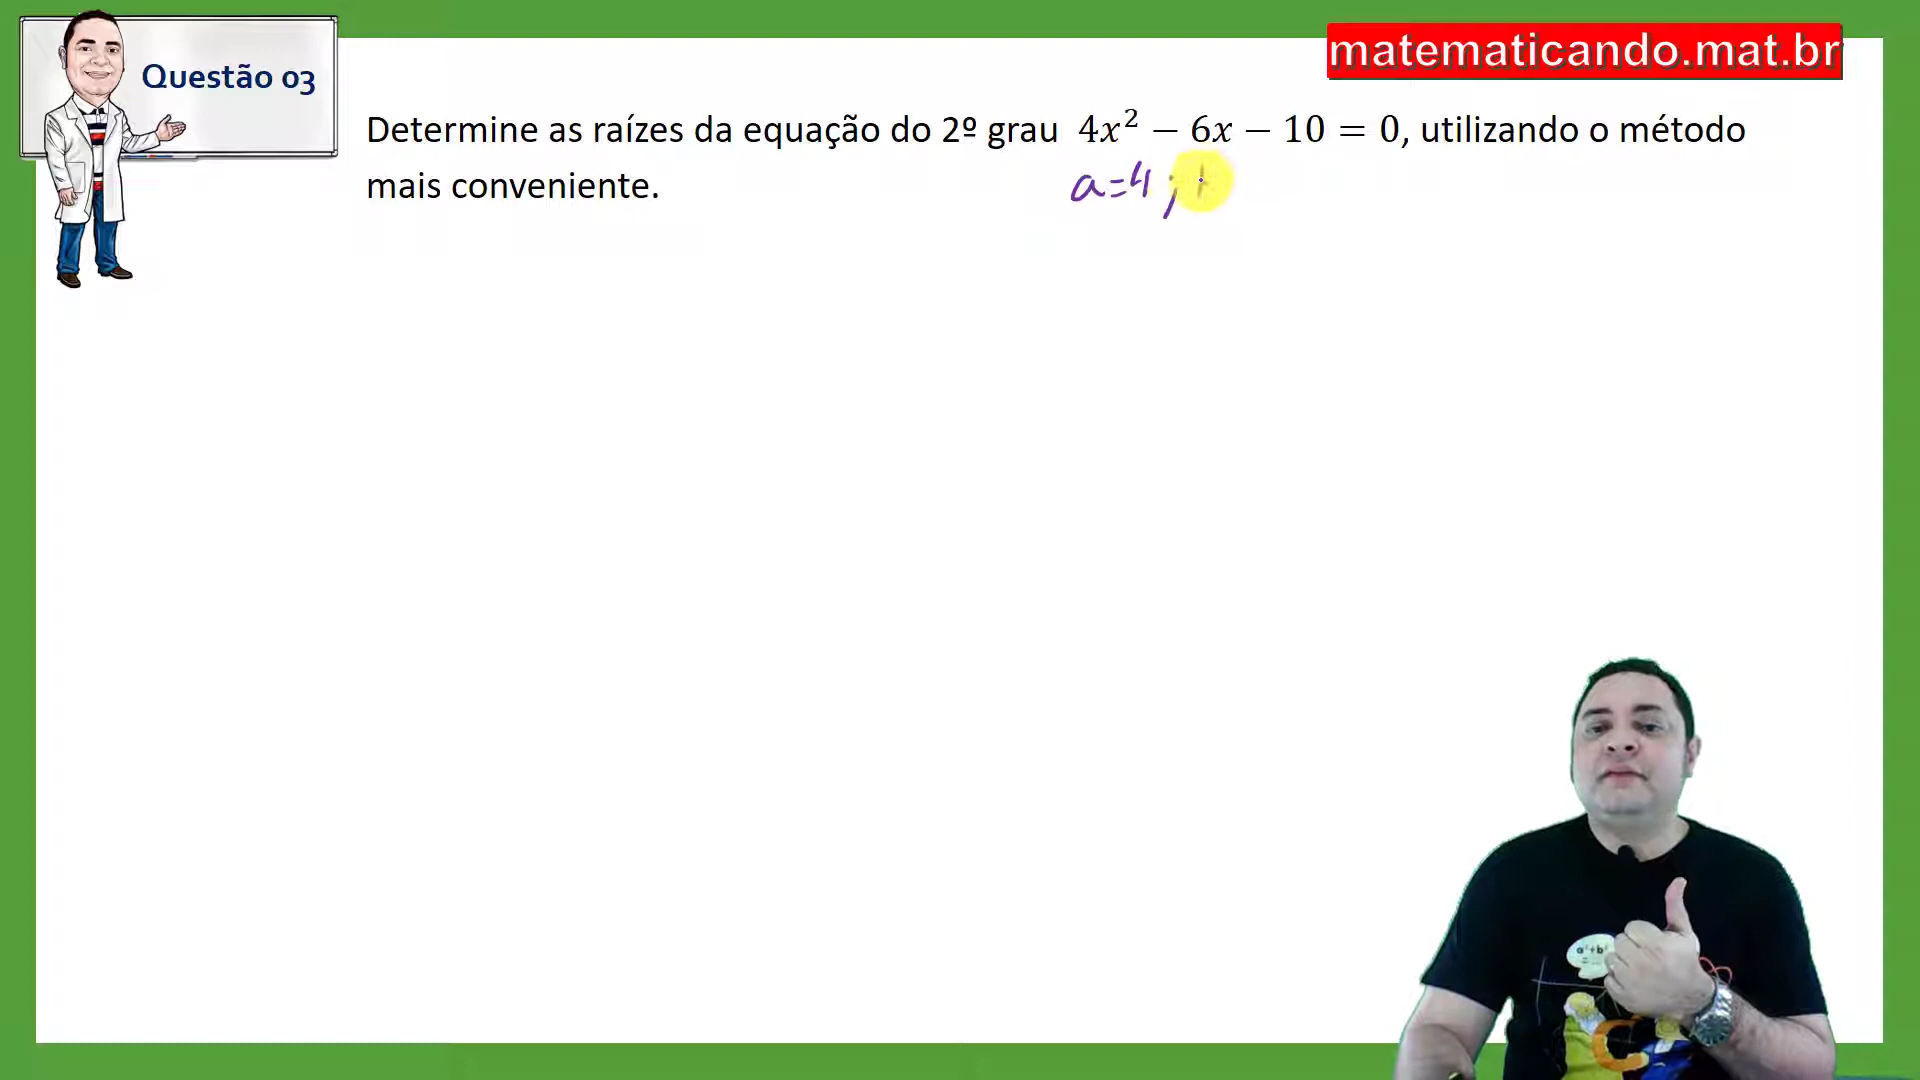 matematicando.mat.br
Questão 03
Determine as raízes da equação do 2º grau 4x² − 6x − 10 = 0, utilizando o método
mais conveniente.
a=4 ;